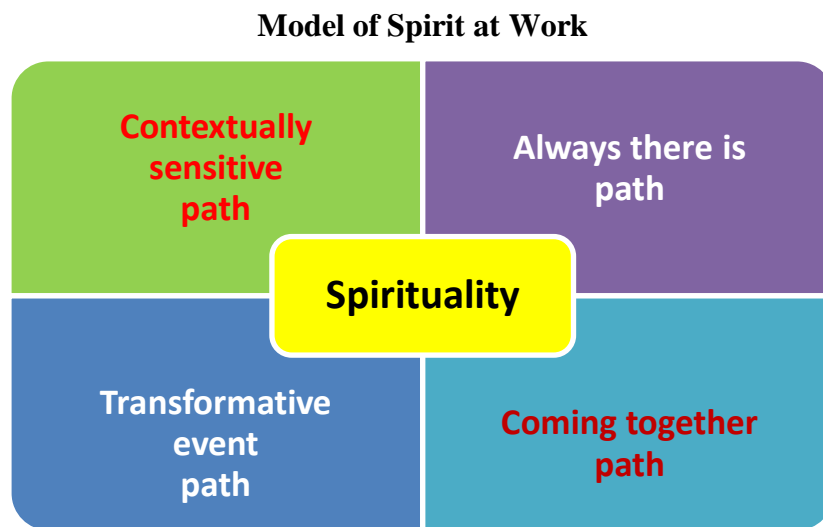 Model of Spirit at Work
Contextually
sensitive
path
Always there is
path
Spirituality
Transformative
event
path
Coming together
path